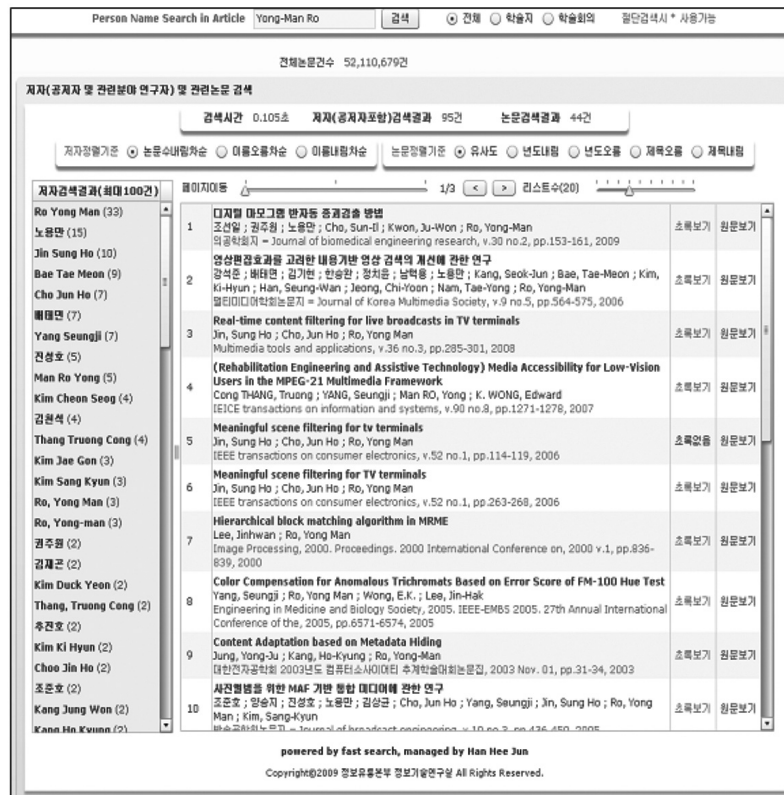 Person Name Search in Article Yong-Man Ro 검색 전체 학술지 학술회의 절단검색시 * 사용가능
전체논문건수 52,110,679건
저자(공저자 및 관련분야 연구자) 및 관련논문 검색
검색시간 0.105초 저자(공저자포함)검색결과 95건 논문검색결과 44건
저자정렬기준 논문수내림차순 이름오름차순 이름내림차순 논문정렬기준 유사도 년도내림 년도오름 제목오름 제목내림
저자검색결과(최대100건)
Ro Yong Man (33)
노용만 (15)
Jin Sung Ho (10)
Bae Tae Meon (9)
Cho Jun Ho (7)
배태면 (7)
Yang Seungji (7)
진성호 (5)
Man Ro Yong (5)
Kim Cheon Seog (4)
김천석 (4)
Thang Truong Cong (4)
Kim Jae Gon (3)
Kim Sang Kyun (3)
Ro, Yong Man (3)
Ro, Yong-man (3)
권주원 (2)
김재곤 (2)
Kim Duck Yeon (2)
Thang, Truong Cong (2)
추진호 (2)
Kim Ki Hyun (2)
Choo Jin Ho (2)
조준호 (2)
Kang Jung Won (2)
Kang Ho Kyung (2)
페이지이동 1/3 < > 리스트수(20)
1 디지털 마모그램 반자동 종괴검출 방법 초록보기 원문보기
조선일 ; 권주원 ; 노용만 ; Cho, Sun-Il ; Kwon, Ju-Won ; Ro, Yong-Man
의공학회지 = Journal of biomedical engineering research, v.30 no.2, pp.153-161, 2009
2 영상편집효과를 고려한 내용기반 영상 검색의 개선에 관한 연구 초록보기 원문보기
강석준 ; 배태면 ; 김기현 ; 한승완 ; 정치윤 ; 남택용 ; 노용만 ; Kang, Seok-Jun ; Bae, Tae-Meon ; Kim,
Ki-Hyun ; Han, Seung-Wan ; Jeong, Chi-Yoon ; Nam, Tae-Yong ; Ro, Yong-Man
멀티미디어학회논문지 = Journal of Korea Multimedia Society, v.9 no.5, pp.564-575, 2006
3 Real-time content filtering for live broadcasts in TV terminals 초록보기 원문보기
Jin, Sung Ho ; Cho, Jun Ho ; Ro, Yong Man
Multimedia tools and applications, v.36 no.3, pp.285-301, 2008
4 (Rehabilitation Engineering and Assistive Technology) Media Accessibility for Low-Vision 초록보기 원문보기
Users in the MPEG-21 Multimedia Framework
Cong THANG, Truong ; YANG, Seungji ; Man RO, Yong ; K. WONG, Edward
IEICE transactions on information and systems, v.90 no.8, pp.1271-1278, 2007
5 Meaningful scene filtering for tv terminals 초록없음 원문보기
Jin, Sung Ho ; Cho, Jun Ho ; Ro, Yong Man
IEEE transactions on consumer electronics, v.52 no.1, pp.114-119, 2006
6 Meaningful scene filtering for TV terminals 초록보기 원문보기
Jin, Sung Ho ; Cho, Jun Ho ; Ro, Yong Man
IEEE transactions on consumer electronics, v.52 no.1, pp.263-268, 2006
7 Hierarchical block matching algorithm in MRME 초록보기 원문보기
Lee, Jinhwan ; Ro, Yong Man
Image Processing, 2000. Proceedings. 2000 International Conference on, 2000 v.1, pp.836-
839, 2000
8 Color Compensation for Anomalous Trichromats Based on Error Score of FM-100 Hue Test 초록보기 원문보기
Yang, Seungji ; Ro, Yong Man ; Wong, E.K. ; Lee, Jin-Hak
Engineering in Medicine and Biology Society, 2005. IEEE-EMBS 2005. 27th Annual International
Conference of the, 2005, pp.6571-6574, 2005
9 Content Adaptation based on Metadata Hiding 초록보기 원문보기
Jung, Yong-Ju ; Kang, Ho-Kyung ; Ro, Yong-Man
대한전자공학회 2003년도 컴퓨터소사이어티 추계학술대회논문집, 2003 Nov. 01, pp.31-34, 2003
10 사진앨범을 위한 MAF 기반 통합 미디어에 관한 연구 초록보기 원문보기
조준호 ; 양승지 ; 진성호 ; 노용만 ; 김상균 ; Cho, Jun Ho ; Yang, Seungji ; Jin, Sung Ho ; Ro, Yong
Man ; Kim, Sang-Kyun
방송공학회논문지 = Journal of broadcast engineering, v.10 no.3, pp.436-450, 2005
powered by fast search, managed by Han Hee Jun
Copyright©2009 정보유통본부 정보기술연구실 All Rights Reserved.